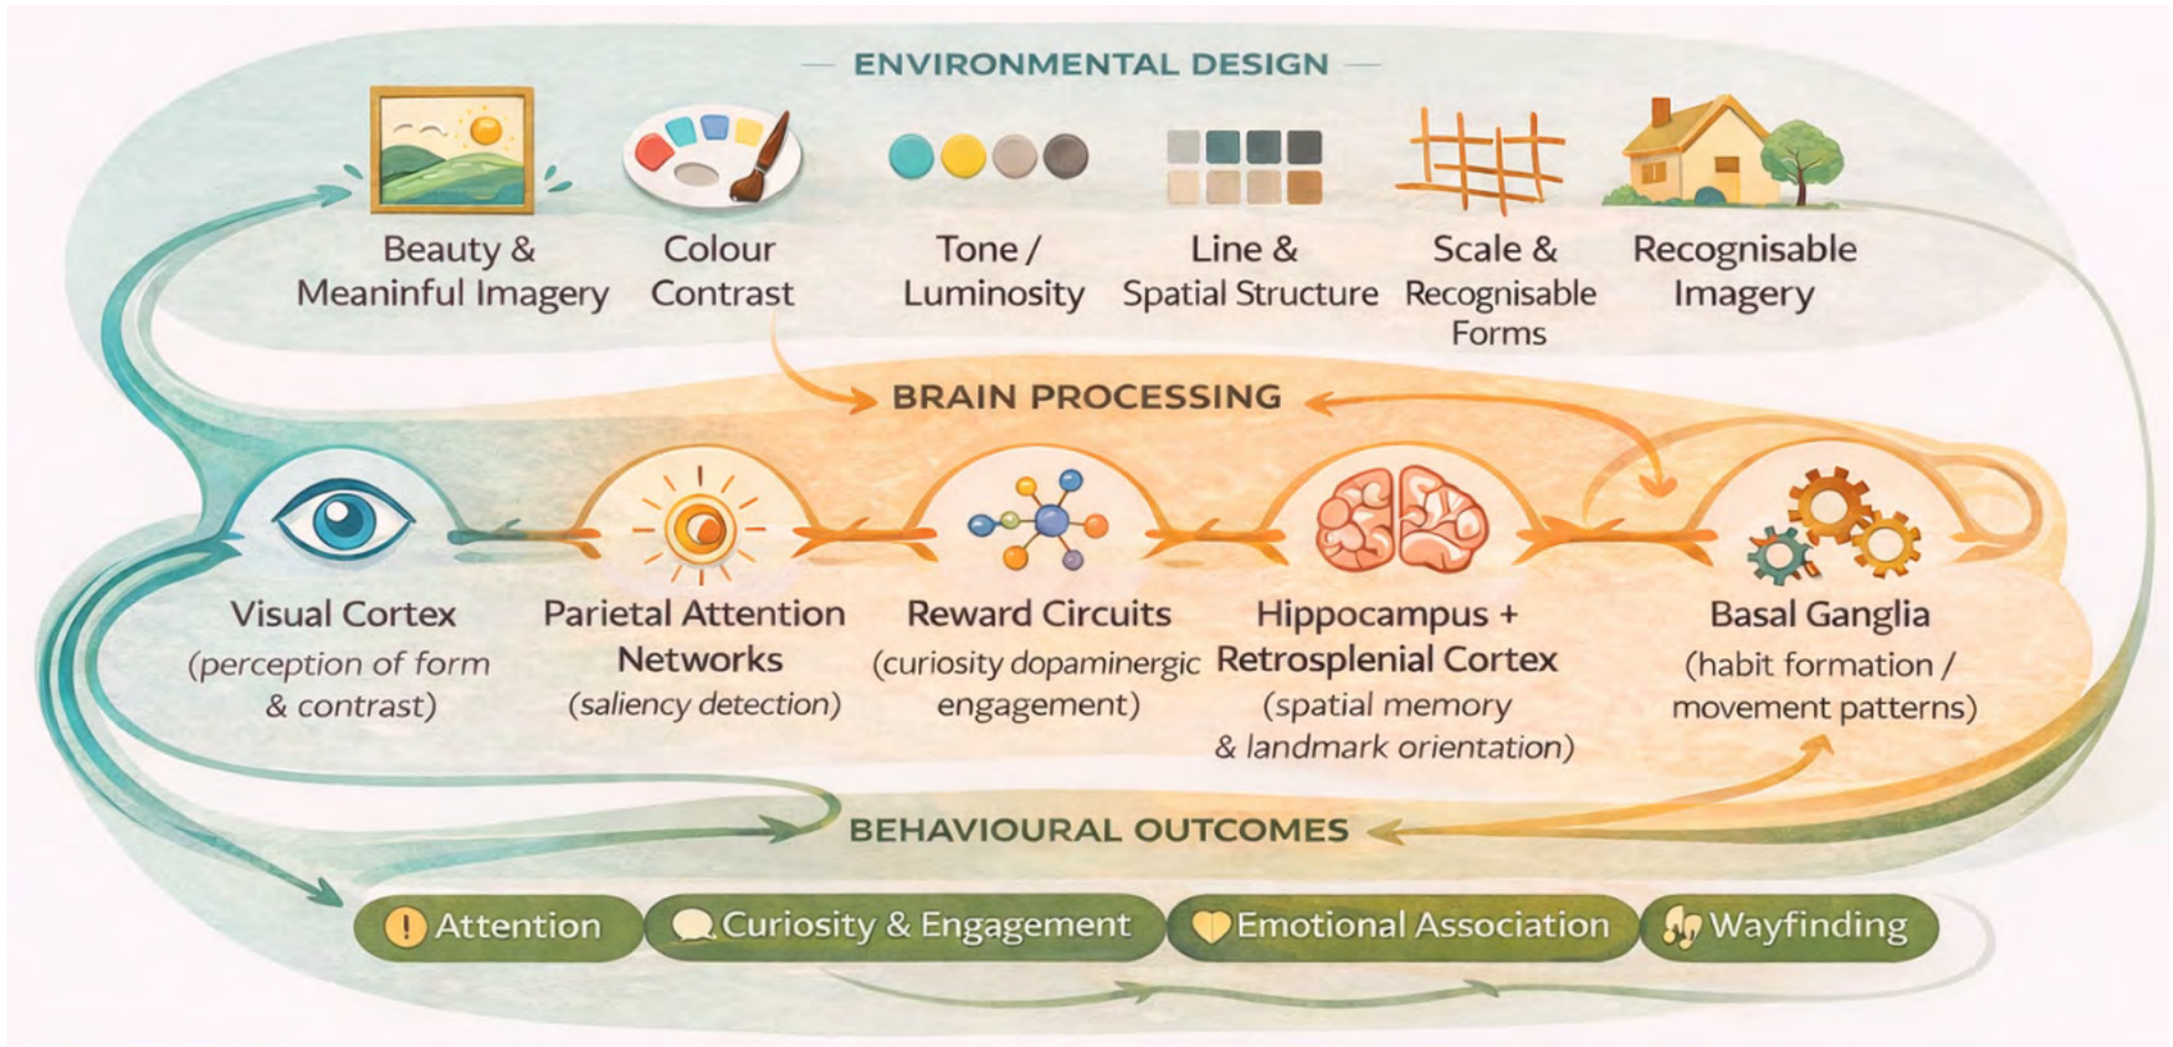 ENVIRONMENTAL DESIGN
Beauty &
Meaninful Imagery
Colour
Contrast
Tone /
Luminosity
Line &
Spatial Structure
Scale &
Recognisable
Forms
Recognisable
Imagery
BRAIN PROCESSING
Visual Cortex
(perception of form
& contrast)
Parietal Attention
Networks
(saliency detection)
Reward Circuits
(curiosity dopaminergic
engagement)
Hippocampus +
Retrosplenial Cortex
(spatial memory
& landmark orientation)
Basal Ganglia
(habit formation /
movement patterns)
BEHAVIOURAL OUTCOMES
! Attention
Curiosity & Engagement
Emotional Association
Wayfinding